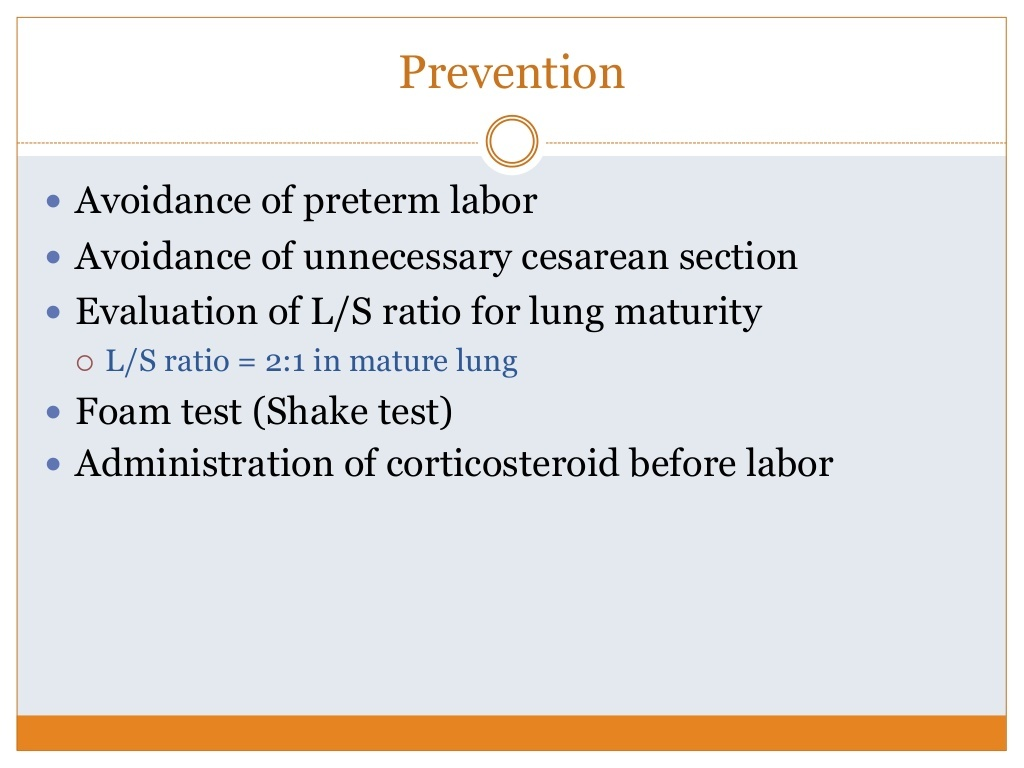 Prevention
Avoidance of preterm labor
Avoidance of unnecessary cesarean section
Evaluation of L/S ratio for lung maturity
L/S ratio = 2:1 in mature lung
Foam test (Shake test)
Administration of corticosteroid before labor